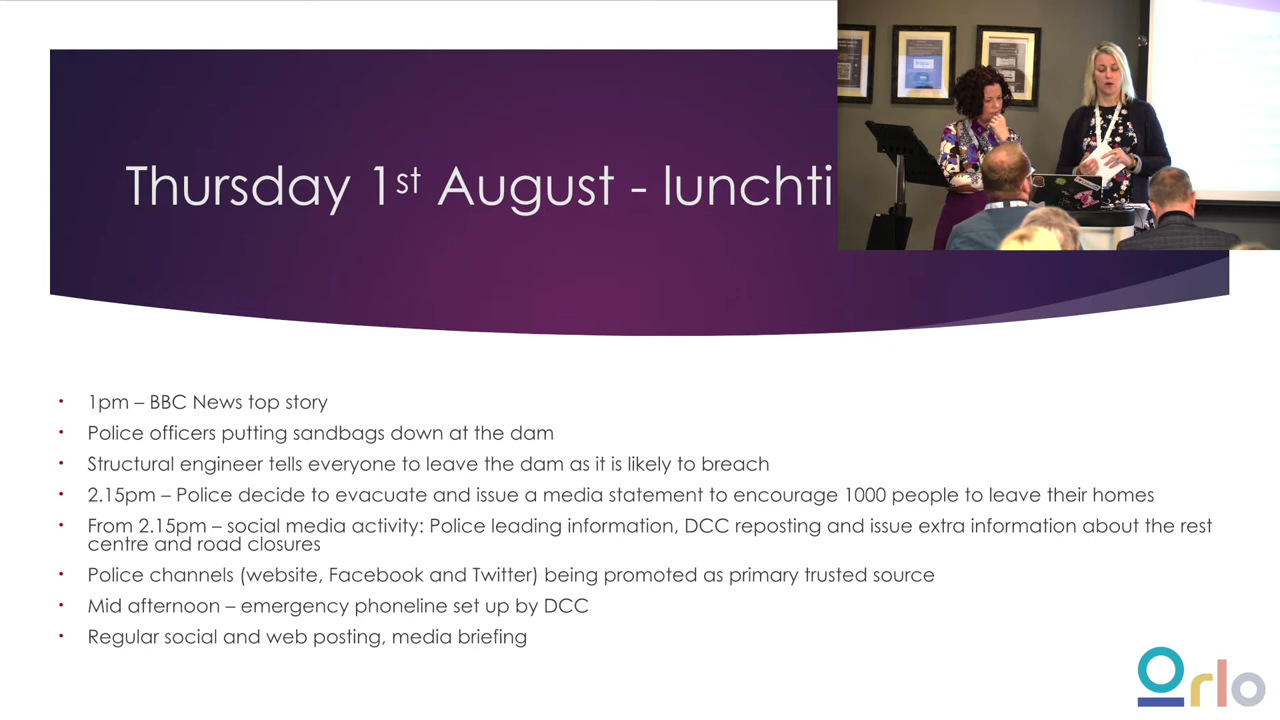 Thursday 1st August - lunchti
• 1pm – BBC News top story
• Police officers putting sandbags down at the dam
• Structural engineer tells everyone to leave the dam as it is likely to breach
• 2.15pm – Police decide to evacuate and issue a media statement to encourage 1000 people to leave their homes
• From 2.15pm – social media activity: Police leading information, DCC reposting and issue extra information about the rest
centre and road closures
• Police channels (website, Facebook and Twitter) being promoted as primary trusted source
• Mid afternoon – emergency phoneline set up by DCC
• Regular social and web posting, media briefing
orlo